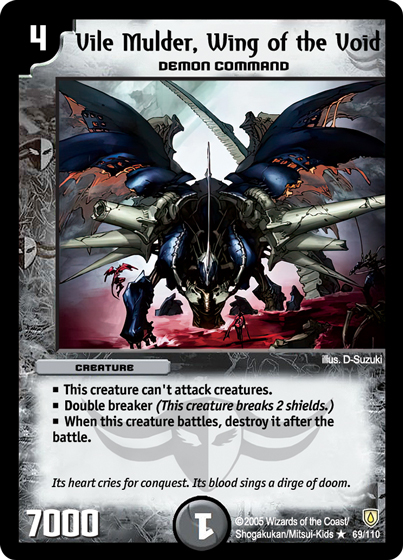 4
Vile Mulder, Wing of the Void
DEMON COMMAND
illus. D-Suzuki
CREATURE
▪ This creature can't attack creatures.
▪ Double breaker (This creature breaks 2 shields.)
▪ When this creature battles, destroy it after the
battle.
Its heart cries for conquest. Its blood sings a dirge of doom.
7000
1
©2005 Wizards of the Coast/
Shogakukan/Mitsui-Kids ★ 69/110